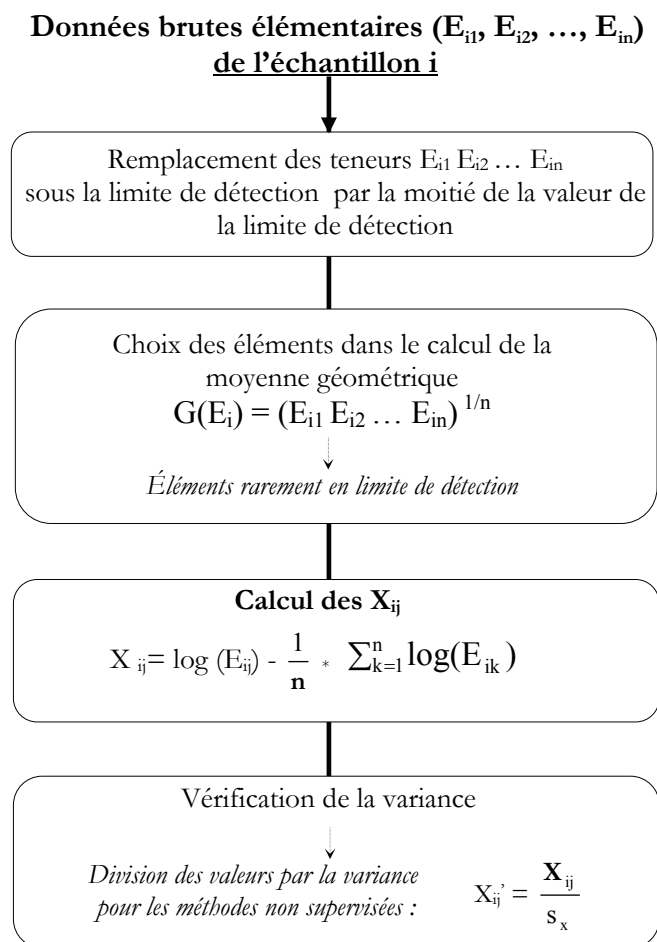 Données brutes élémentaires (Ei1, Ei2, …, Ein)
de l'échantillon i
Remplacement des teneurs Ei1 Ei2 … Ein
sous la limite de détection par la moitié de la valeur de
la limite de détection
Choix des éléments dans le calcul de la
moyenne géométrique
G(Ei) = (Ei1 Ei2 … Ein) 1/n
Éléments rarement en limite de détection
Calcul des Xij
X ij= log (Eij) - 1/n * ∑k=1n log(Eik)
Vérification de la variance
Division des valeurs par la variance
pour les méthodes non supervisées :
Xij' = Xij / sx